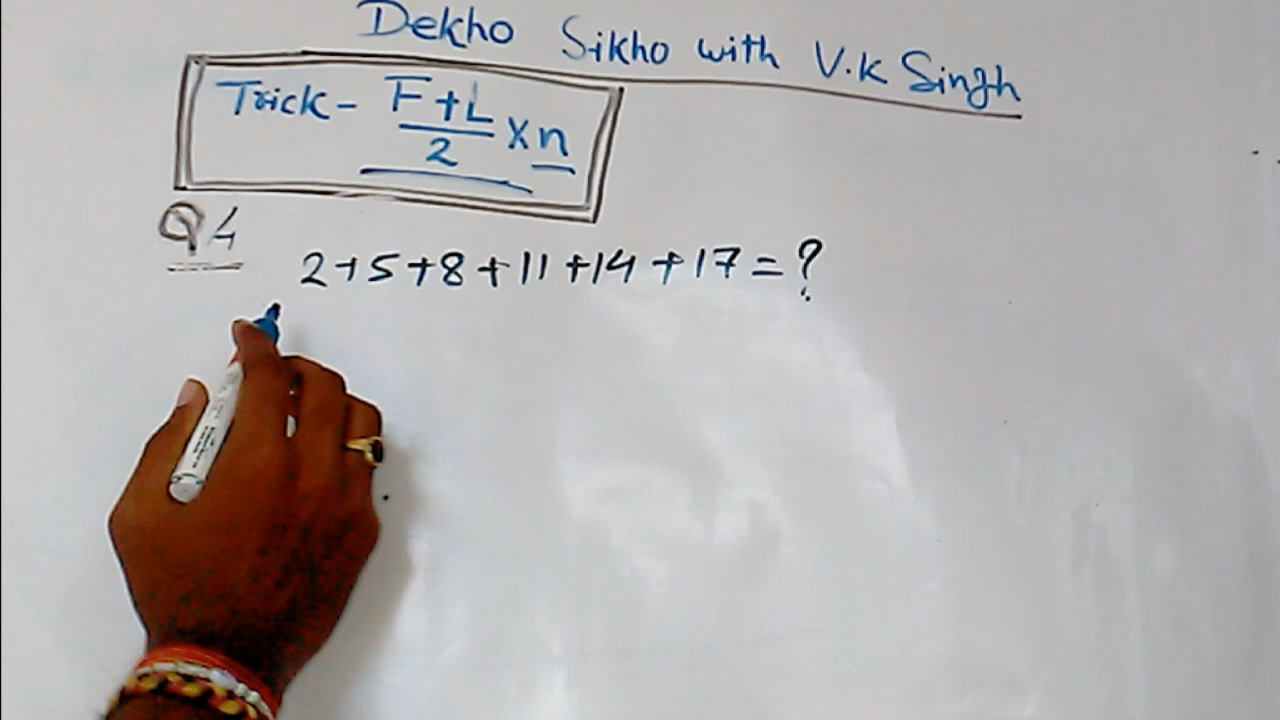 Dekho Sikho with V.K Singh
Trick - F+L/2 × n
Q4
2+5+8+11+14+17=?